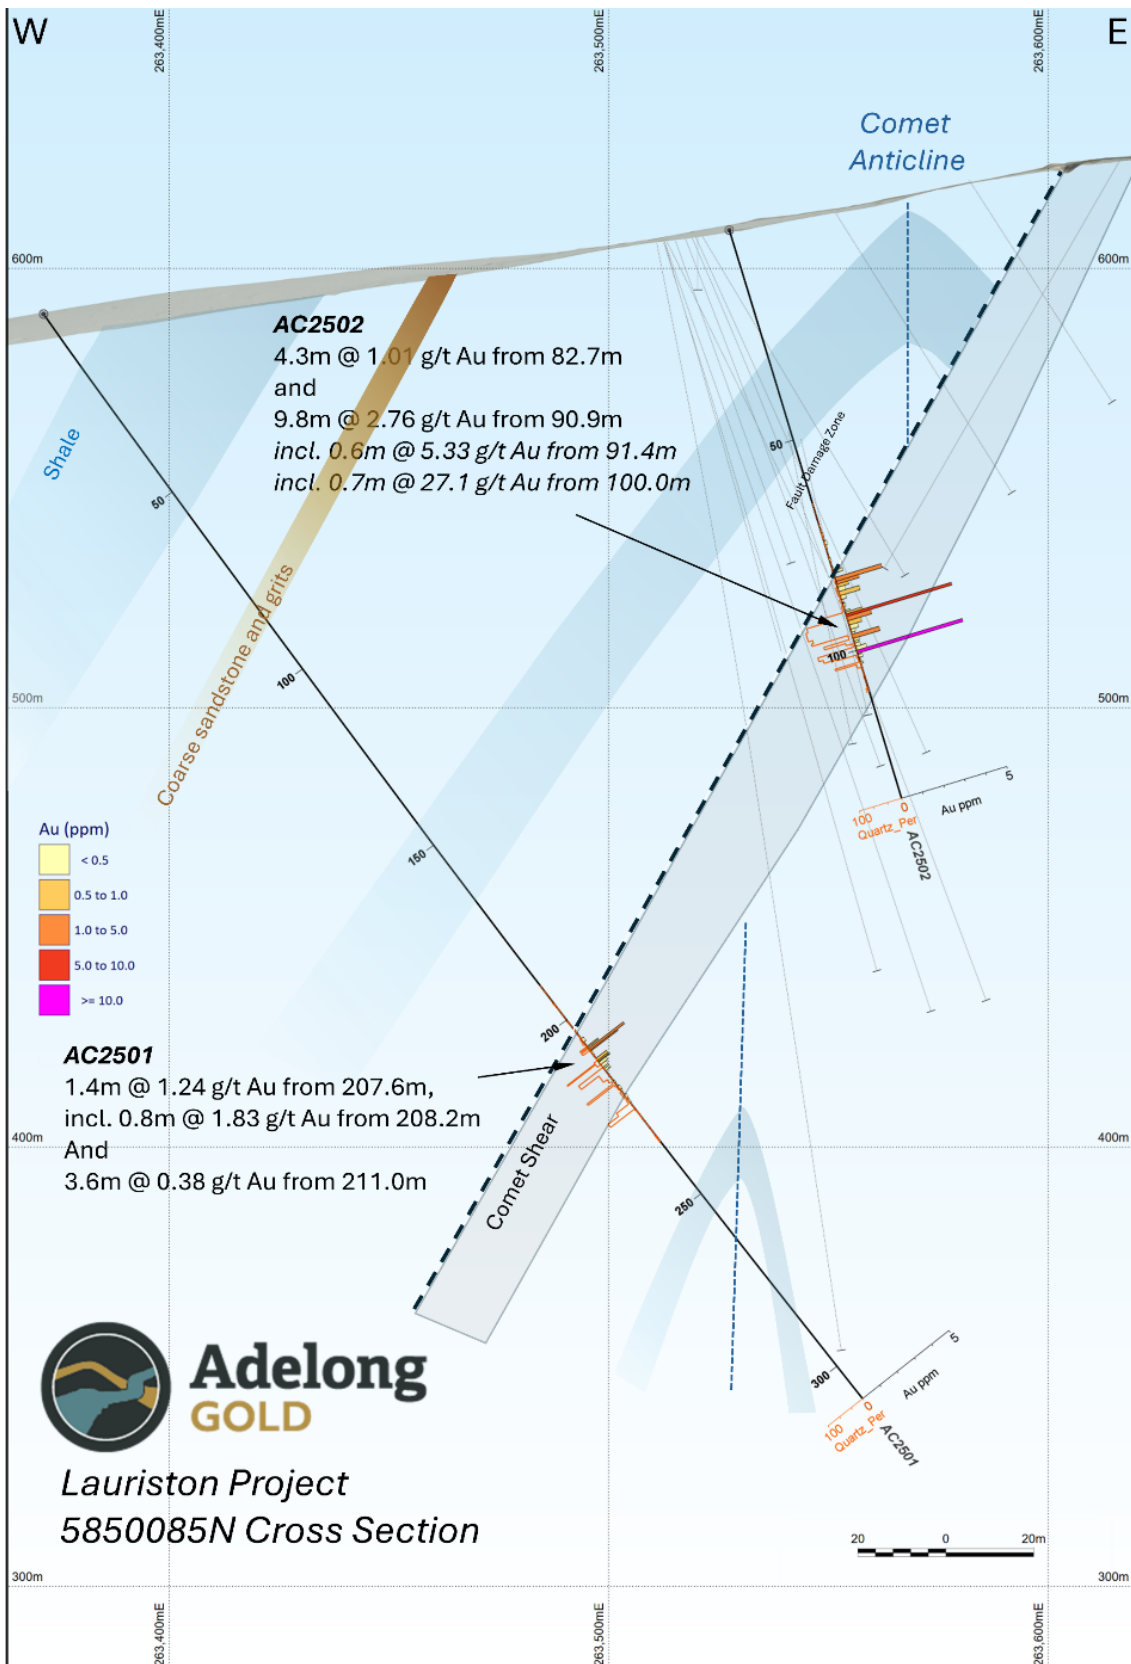 W
E
263,400mE
263,500mE
263,600mE
Comet
Anticline
600m
600m
AC2502
4.3m @ 1.01 g/t Au from 82.7m
and
9.8m @ 2.76 g/t Au from 90.9m
incl. 0.6m @ 5.33 g/t Au from 91.4m
incl. 0.7m @ 27.1 g/t Au from 100.0m
Shale
50
50
Fault Damage Zone
Coarse sandstone and grits
100
100
500m
500m
5
Au ppm
0
100
Quartz_Per
AC2502
150
Au (ppm)
< 0.5
0.5 to 1.0
1.0 to 5.0
5.0 to 10.0
>= 10.0
200
AC2501
1.4m @ 1.24 g/t Au from 207.6m,
incl. 0.8m @ 1.83 g/t Au from 208.2m
And
3.6m @ 0.38 g/t Au from 211.0m
400m
400m
Comet Shear
250
300
5
Au ppm
0
100
Quartz_Per
AC2501
Adelong
GOLD
Lauriston Project
5850085N Cross Section
20 0 20m
300m
300m
263,400mE
263,500mE
263,600mE